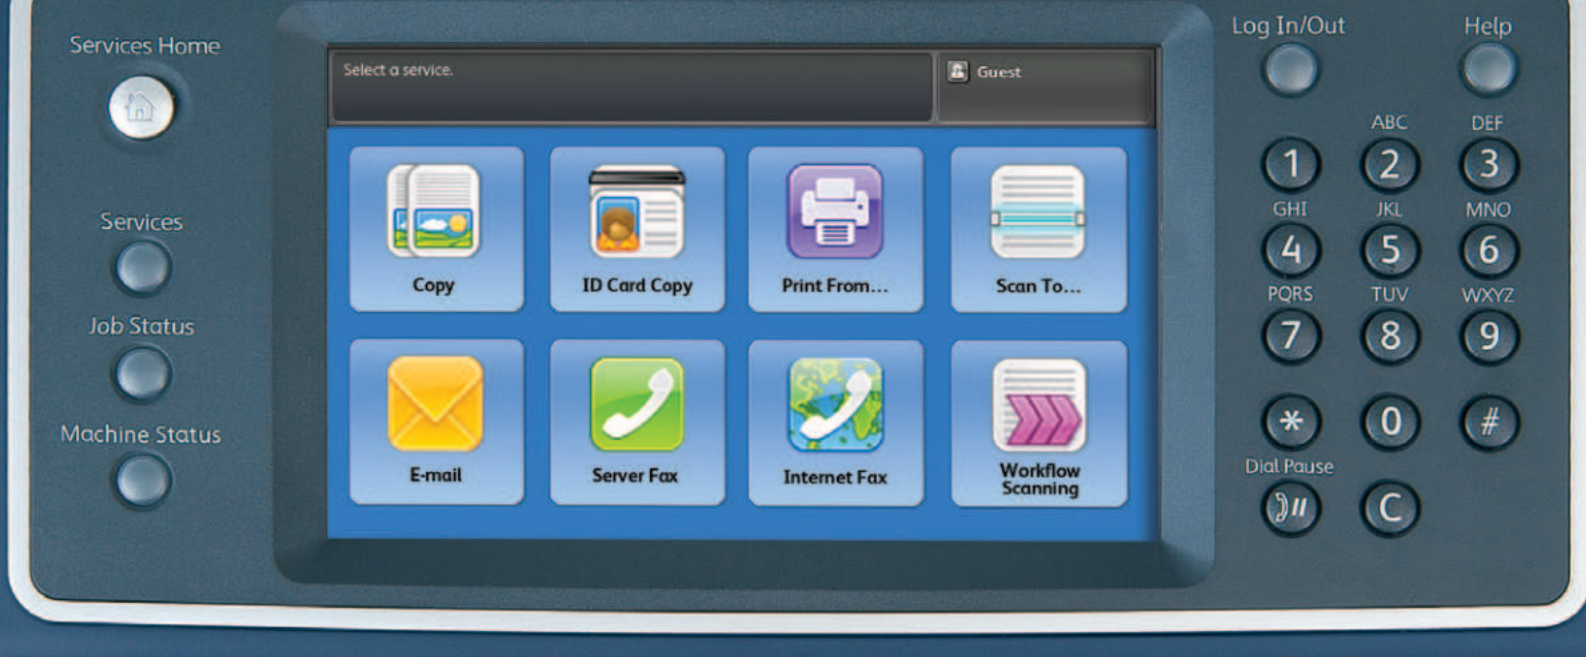 Services Home
Services
Job Status
Machine Status
Select a service.
Guest
Copy
ID Card Copy
Print From...
Scan To...
E-mail
Server Fax
Internet Fax
Workflow
Scanning
Log In/Out
Help
ABC
DEF
1
2
3
GHI
JKL
MNO
4
5
6
PQRS
TUV
WXYZ
7
8
9
*
0
#
Dial Pause
C